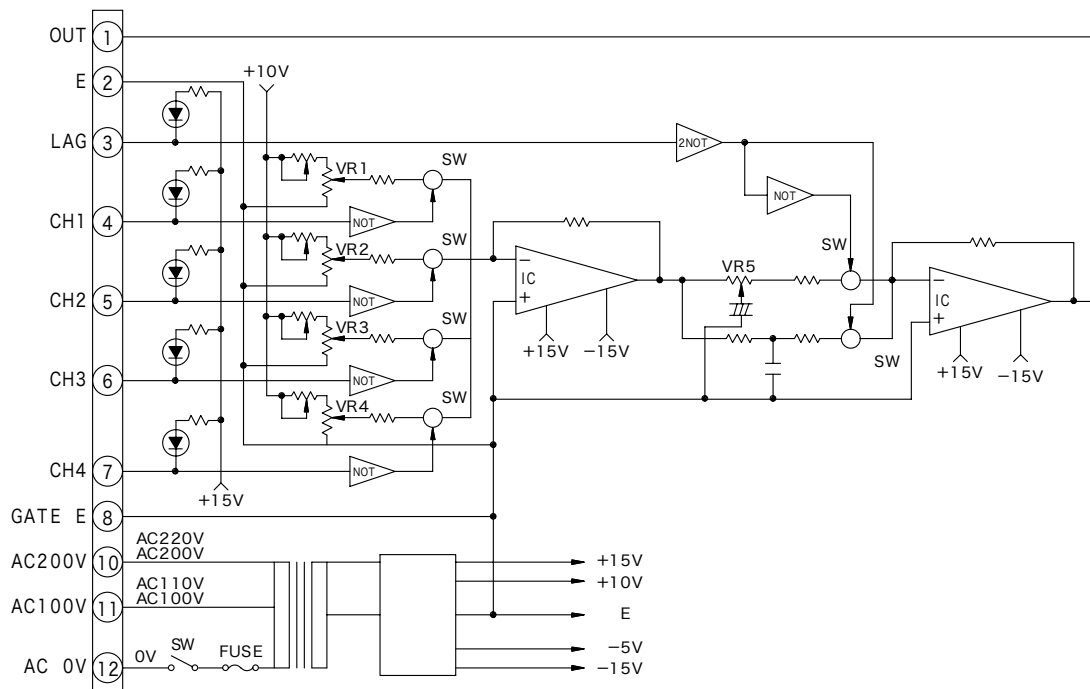 OUT 1
E 2
+10V
LAG 3
2NOT
VR1
SW
NOT
CH1 4
NOT
VR2
SW
SW
VR5
IC
−
+
IC
−
+
CH2 5
NOT
VR3
SW
+15V
−15V
SW
+15V
−15V
CH3 6
NOT
VR4
SW
CH4 7
NOT
+15V
GATE E 8
AC220V
AC200V 10
AC200V
+15V
+10V
AC110V
AC100V 11
AC100V
E
SW
FUSE
−5V
AC 0V 12
0V
−15V